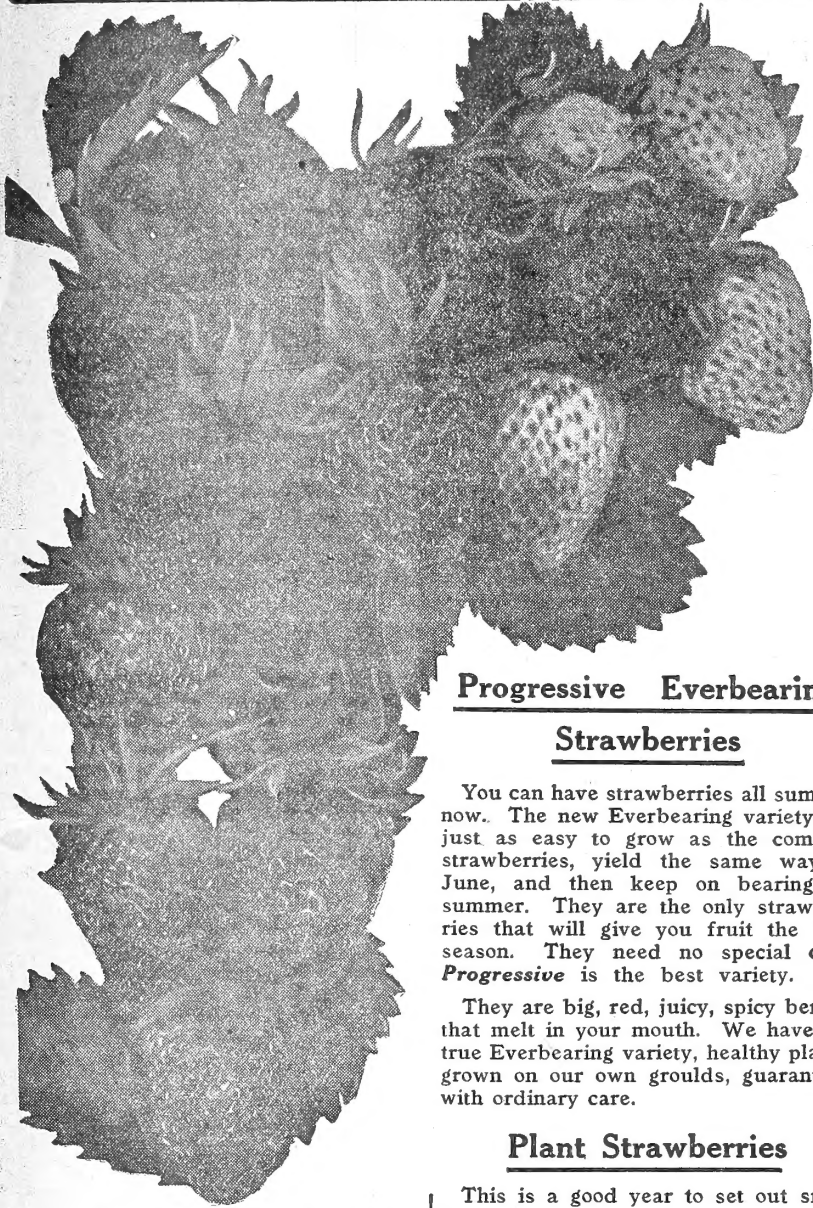 Progressive Everbearin
Strawberries
You can have strawberries all sum
now. The new Everbearing variety
just as easy to grow as the com
strawberries, yield the same way
June, and then keep on bearing
summer. They are the only straw
ries that will give you fruit the
season. They need no special
Progressive is the best variety.
They are big, red, juicy, spicy ber
that melt in your mouth. We have
true Everbearing variety, healthy pla
grown on our own groulds, guaran
with ordinary care.
Plant Strawberries
This is a good year to set out sm